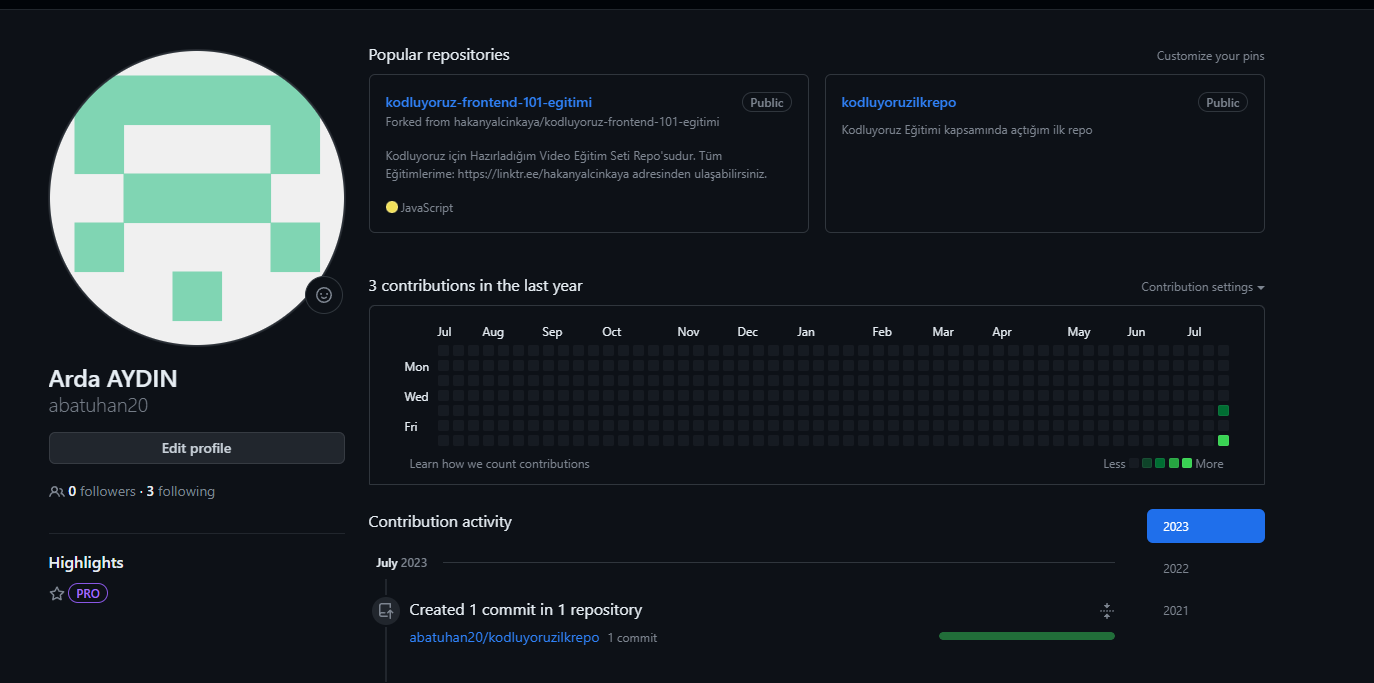 Arda AYDIN
abatuhan20
Edit profile
0 followers · 3 following
Highlights
PRO
Popular repositories
Customize your pins
kodluyoruz-frontend-101-egitimi
Public
Forked from hakanyalcinkaya/kodluyoruz-frontend-101-egitimi
Kodluyoruz için Hazırladığım Video Eğitim Seti Repo'sudur. Tüm
Eğitimlerime: https://linktr.ee/hakanyalcinkaya adresinden ulaşabilirsiniz.
JavaScript
kodluyoruzilkrepo
Public
Kodluyoruz Eğitimi kapsamında açtığım ilk repo
3 contributions in the last year
Contribution settings
Jul Aug Sep Oct Nov Dec Jan Feb Mar Apr May Jun Jul
Mon
Wed
Fri
Learn how we count contributions
Less More
Contribution activity
2023
2022
2021
July 2023
Created 1 commit in 1 repository
abatuhan20/kodluyoruzilkrepo 1 commit